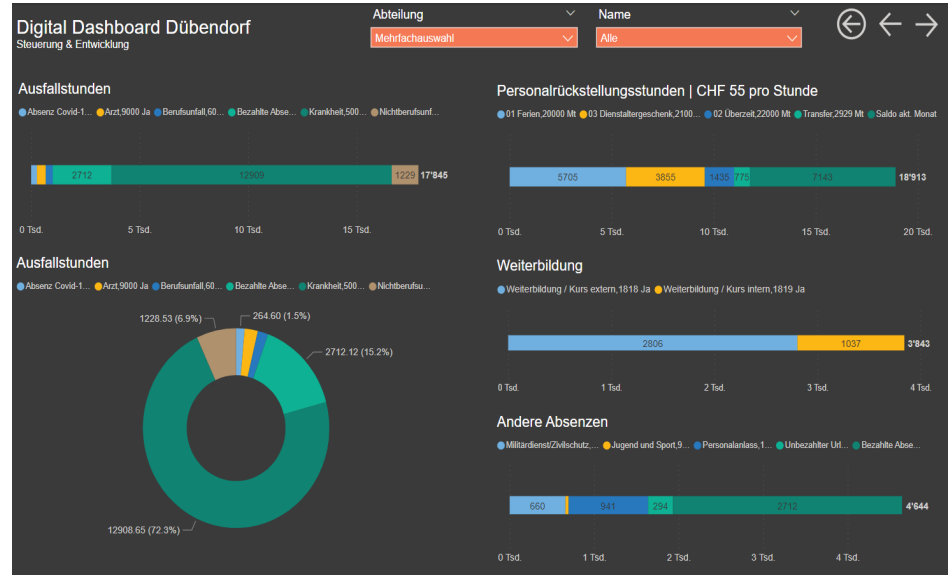 Digital Dashboard Dübendorf
Steuerung & Entwicklung
Abteilung
Mehrfachauswahl
Name
Alle
Ausfallstunden
Absenz Covid-1... Arzt,9000 Ja Berufsunfall,60... Bezahlte Abse... Krankheit,500... Nichtberufsunf...
2712 12909 1229 17'845
0 Tsd. 5 Tsd. 10 Tsd. 15 Tsd.
Ausfallstunden
Absenz Covid-1... Arzt,9000 Ja Berufsunfall,60... Bezahlte Abse... Krankheit,500... Nichtberufsu...
1228.53 (6.9%) 264.60 (1.5%)
2712.12 (15.2%)
12908.65 (72.3%)
Personalrückstellungsstunden | CHF 55 pro Stunde
01 Ferien,20000 Mt 03 Dienstaltergeschenk,2100... 02 Überzeit,22000 Mt Transfer,2929 Mt Saldo akt. Monat
5705 3855 1435 775 7143 18'913
0 Tsd. 5 Tsd. 10 Tsd. 15 Tsd. 20 Tsd.
Weiterbildung
Weiterbildung / Kurs extern,1818 Ja Weiterbildung / Kurs intern,1819 Ja
2806 1037 3'843
0 Tsd. 1 Tsd. 2 Tsd. 3 Tsd. 4 Tsd.
Andere Absenzen
Militärdienst/Zivilschutz,... Jugend und Sport,9... Personalanlass,1... Unbezahlter Url... Bezahlte Abse...
660 941 294 2712 4'644
0 Tsd. 1 Tsd. 2 Tsd. 3 Tsd. 4 Tsd.